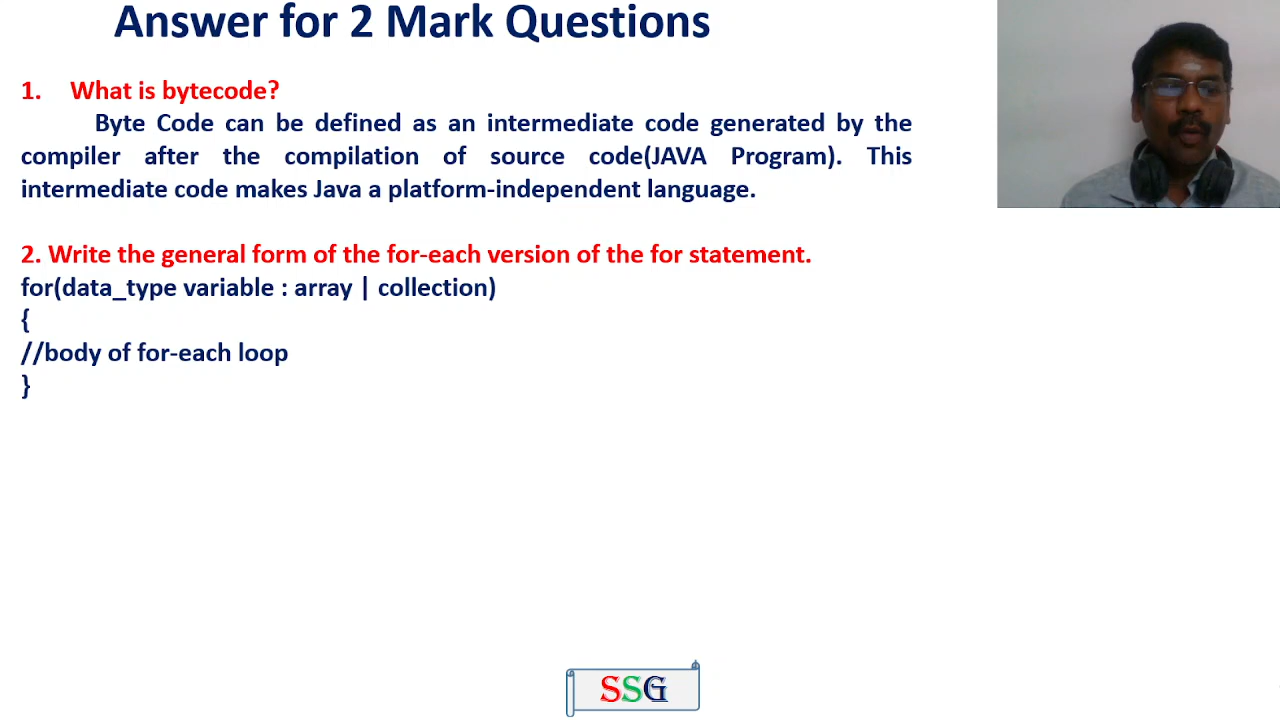 Answer for 2 Mark Questions
1. What is bytecode?
Byte Code can be defined as an intermediate code generated by the
compiler after the compilation of source code(JAVA Program). This
intermediate code makes Java a platform-independent language.
2. Write the general form of the for-each version of the for statement.
for(data_type variable : array | collection)
{
//body of for-each loop
}
SSG